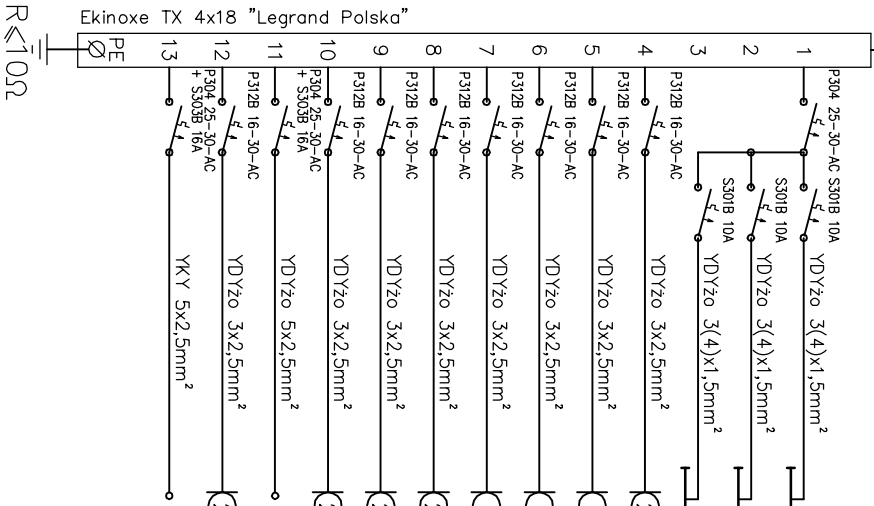 Ekinoxe TX 4x18 "Legrand Polska"
R⩽10Ω
PE
13
12
11
10
9
8
7
6
5
4
3
2
1
P304 25-30-AC
+ S303B 16A
P312B 16-30-AC
P304 25-30-AC
+ S303B 16A
P312B 16-30-AC
P312B 16-30-AC
P312B 16-30-AC
P312B 16-30-AC
P312B 16-30-AC
P312B 16-30-AC
P312B 16-30-AC
P304 25-30-AC
S301B 10A
S301B 10A
S301B 10A
YKY 5x2,5mm²
YDYżo 3x2,5mm²
YDYżo 5x2,5mm²
YDYżo 3x2,5mm²
YDYżo 3x2,5mm²
YDYżo 3x2,5mm²
YDYżo 3x2,5mm²
YDYżo 3x2,5mm²
YDYżo 3x2,5mm²
YDYżo 3x2,5mm²
YDYżo 3(4)x1,5mm²
YDYżo 3(4)x1,5mm²
YDYżo 3(4)x1,5mm²